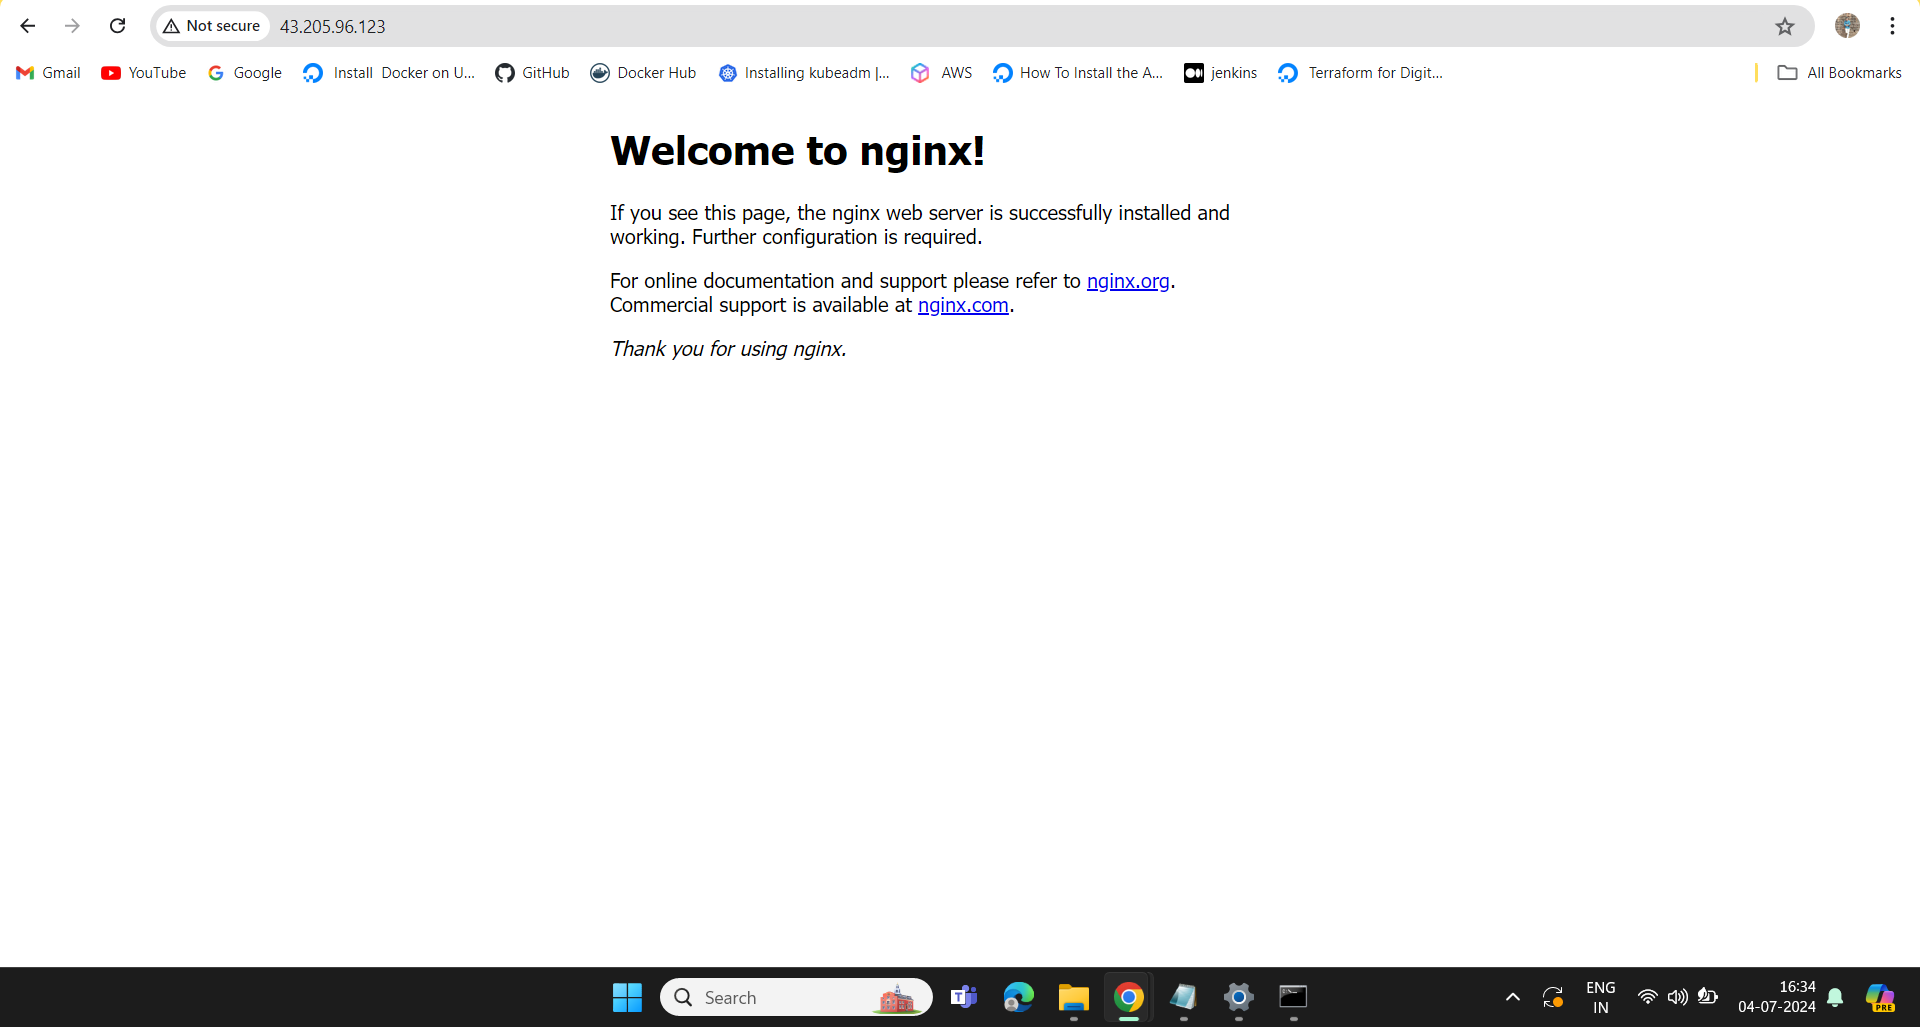 Not secure 43.205.96.123
Gmail YouTube Google Install Docker on U... GitHub Docker Hub Installing kubeadm |... AWS How To Install the A... jenkins Terraform for Digit... All Bookmarks
Welcome to nginx!
If you see this page, the nginx web server is successfully installed and
working. Further configuration is required.
For online documentation and support please refer to nginx.org.
Commercial support is available at nginx.com.
Thank you for using nginx.
Search
ENG
IN
16:34
04-07-2024
PRE